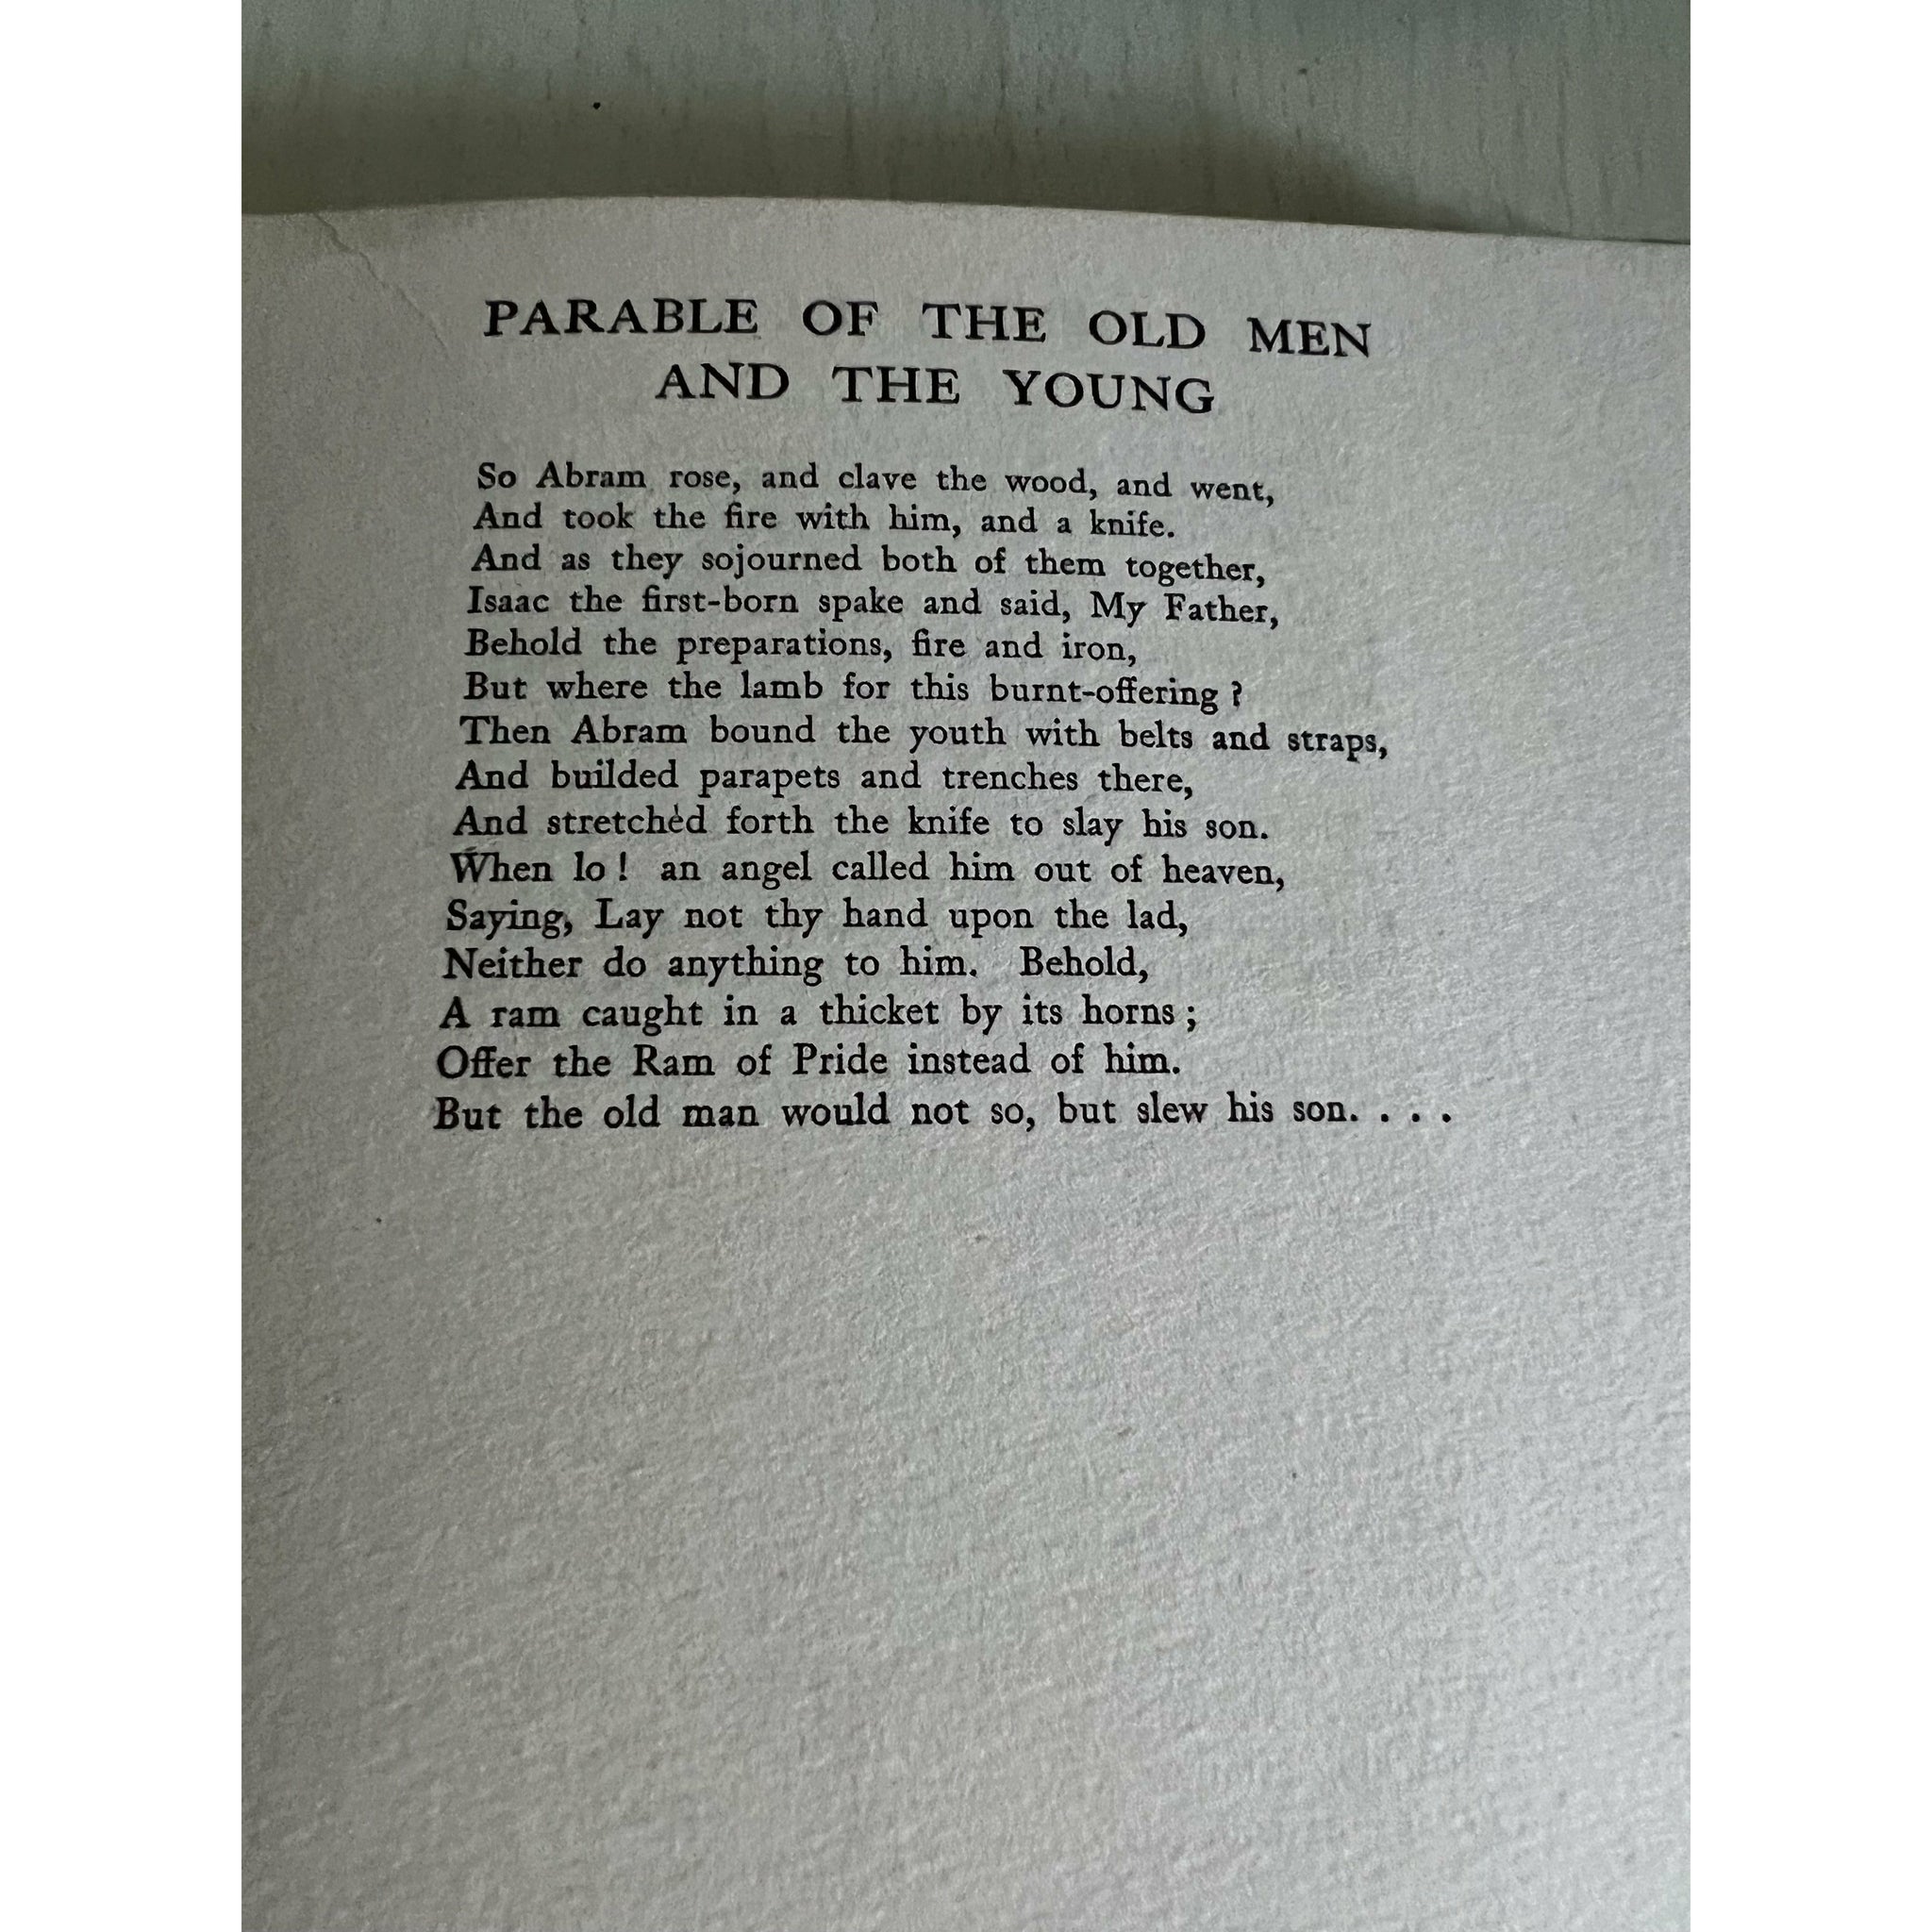 PARABLE OF THE OLD MEN
AND THE YOUNG
So Abram rose, and clave the wood, and went,
And took the fire with him, and a knife.
And as they sojourned both of them together,
Isaac the first-born spake and said, My Father,
Behold the preparations, fire and iron,
But where the lamb for this burnt-offering ?
Then Abram bound the youth with belts and straps,
And builded parapets and trenches there,
And stretchèd forth the knife to slay his son.
When lo ! an angel called him out of heaven,
Saying, Lay not thy hand upon the lad,
Neither do anything to him. Behold,
A ram caught in a thicket by its horns ;
Offer the Ram of Pride instead of him.
But the old man would not so, but slew his son. . . .